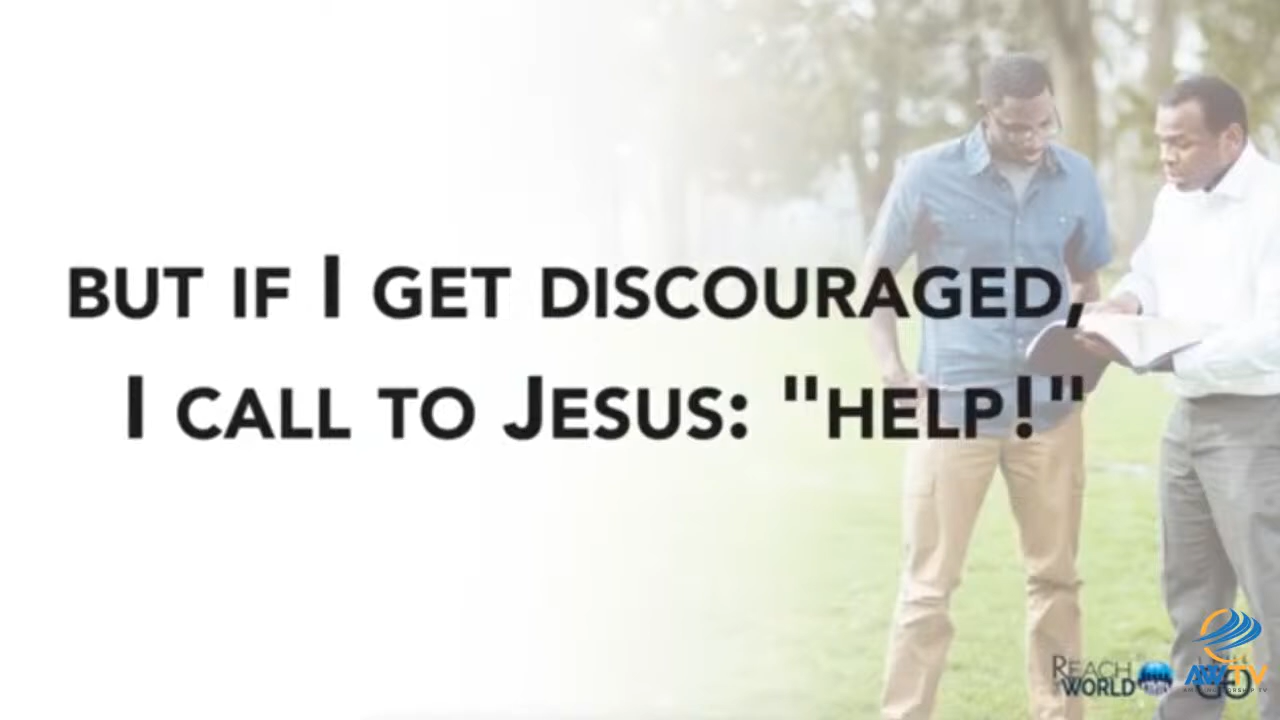 BUT IF I GET DISCOURAGED,
I CALL TO JESUS: "HELP!"
REACH
WORLD
AWTV